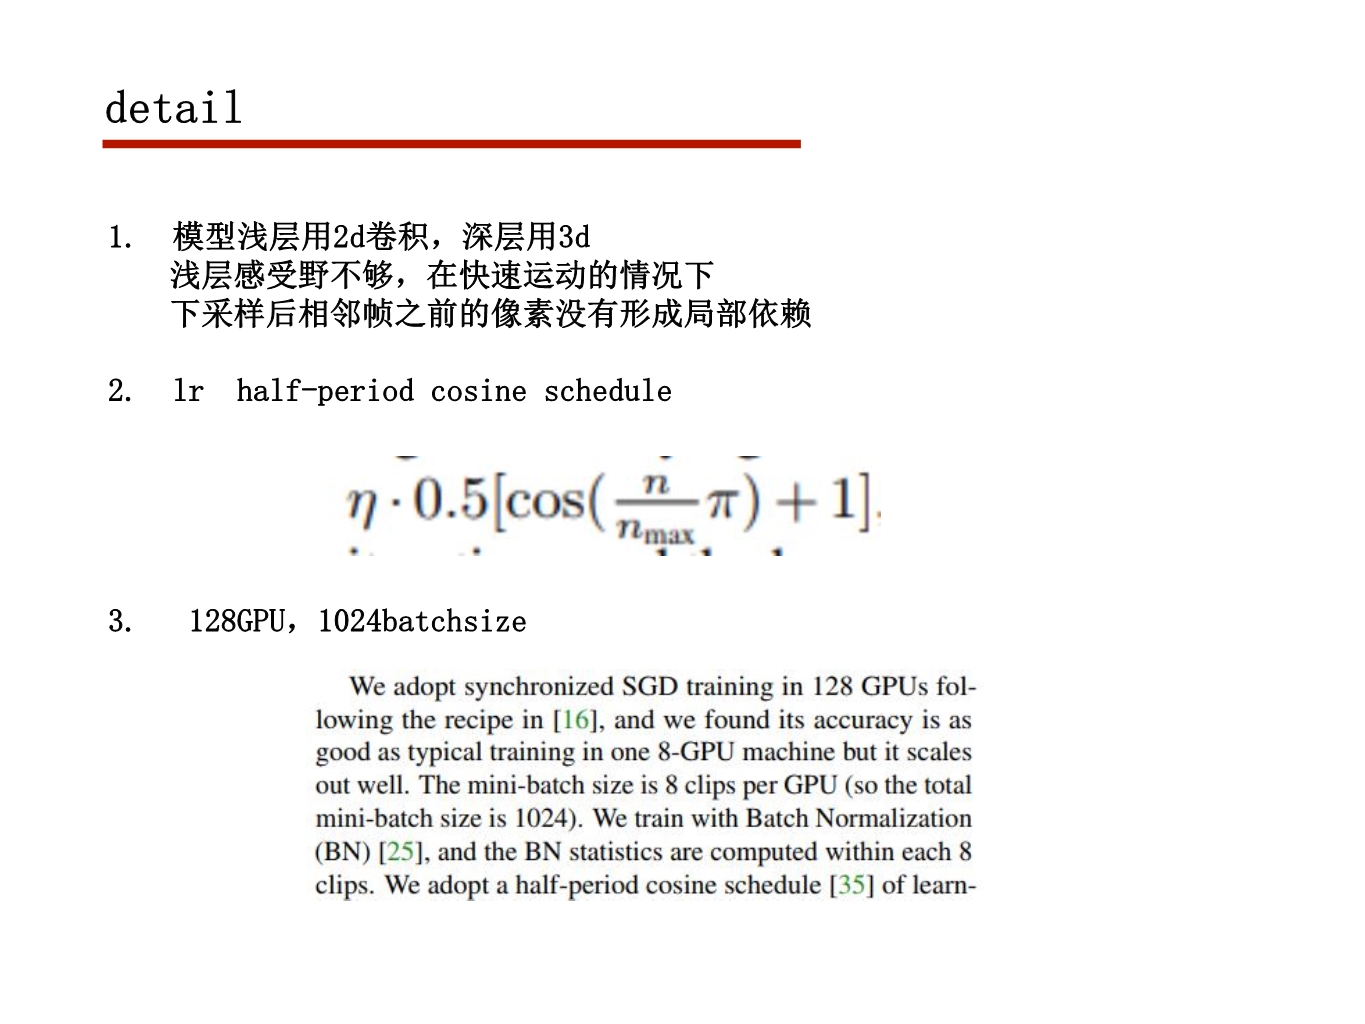 detail
1. 模型浅层用2d卷积，深层用3d
浅层感受野不够，在快速运动的情况下
下采样后相邻帧之前的像素没有形成局部依赖
2. lr half-period cosine schedule
η · 0.5[cos(n/nmax π) + 1].
3. 128GPU，1024batchsize
We adopt synchronized SGD training in 128 GPUs fol-
lowing the recipe in [16], and we found its accuracy is as
good as typical training in one 8-GPU machine but it scales
out well. The mini-batch size is 8 clips per GPU (so the total
mini-batch size is 1024). We train with Batch Normalization
(BN) [25], and the BN statistics are computed within each 8
clips. We adopt a half-period cosine schedule [35] of learn-